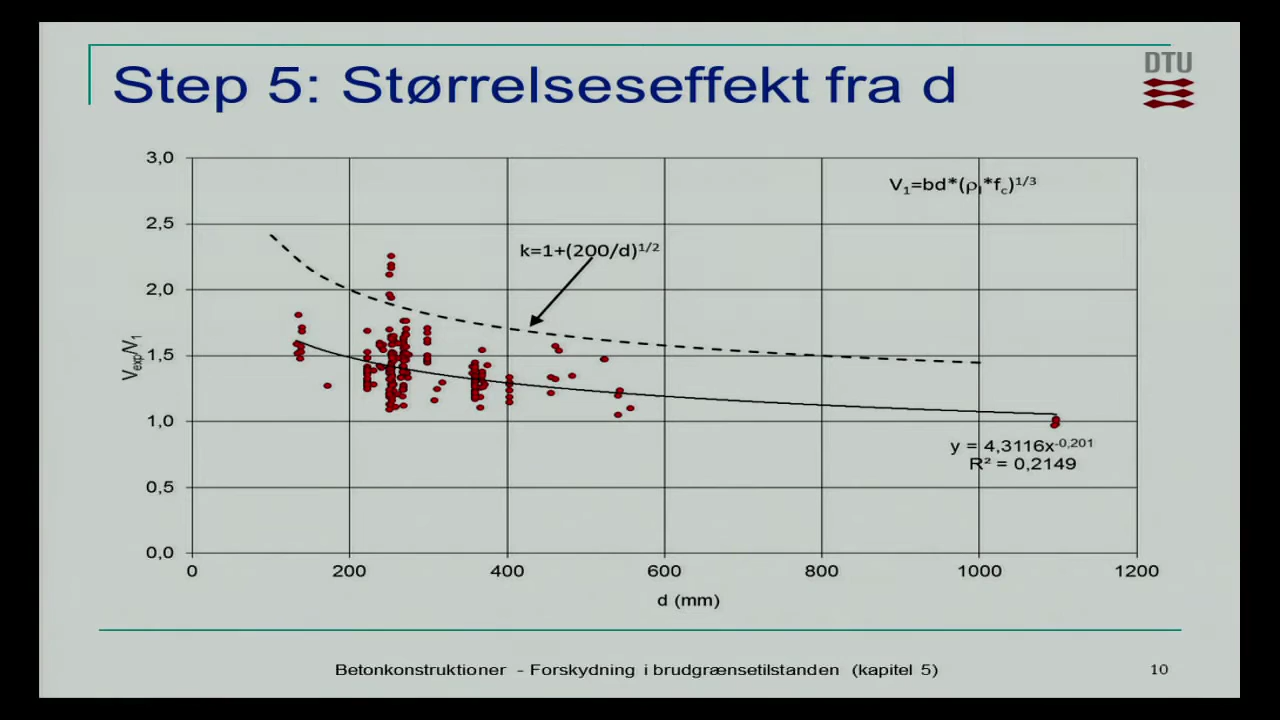 Step 5: Størrelseseffekt fra d
DTU
3,0
2,5
2,0
1,5
1,0
0,5
0,0
V₁=bd*(ρₗ*f_c)^1/3
k=1+(200/d)^1/2
V_exp/V₁
y = 4,3116x^-0,201
R² = 0,2149
0 200 400 600 800 1000 1200
d (mm)
Betonkonstruktioner - Forskydning i brudgrænsetilstanden (kapitel 5)
10